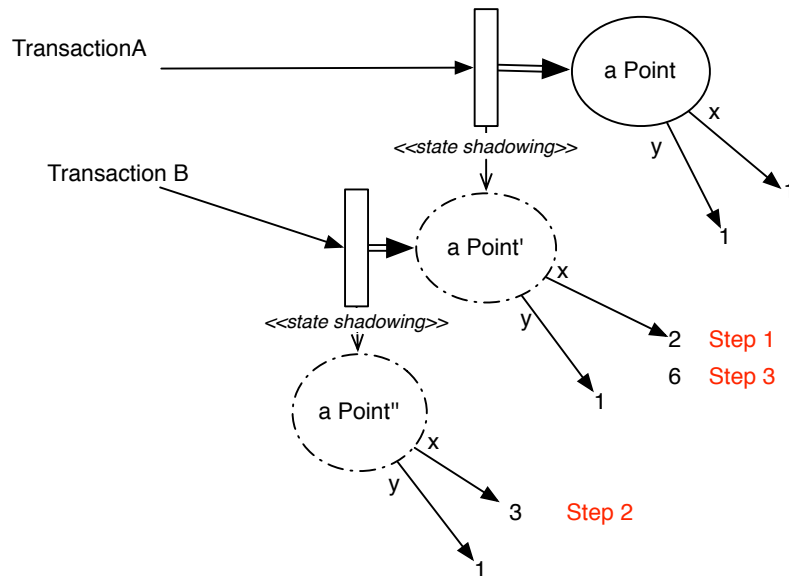 TransactionA
a Point
x
y
<<state shadowing>>
1
1
Transaction B
a Point'
x
y
<<state shadowing>>
2 Step 1
6 Step 3
1
a Point''
x
y
3 Step 2
1